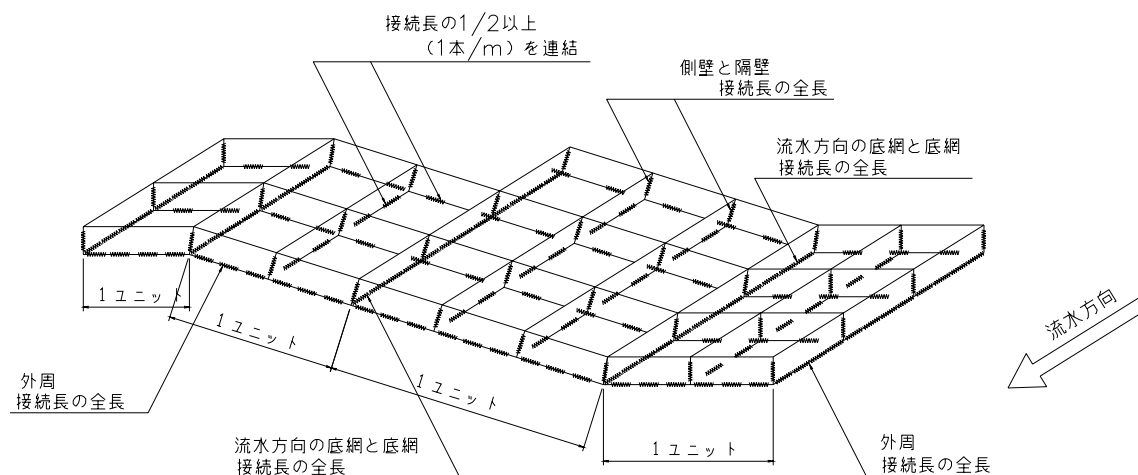 接続長の1/2以上
(1本/m)を連結
側壁と隔壁
接続長の全長
流水方向の底網と底網
接続長の全長
流水方向
1ユニット
1ユニット
1ユニット
1ユニット
外周
接続長の全長
流水方向の底網と底網
接続長の全長
外周
接続長の全長